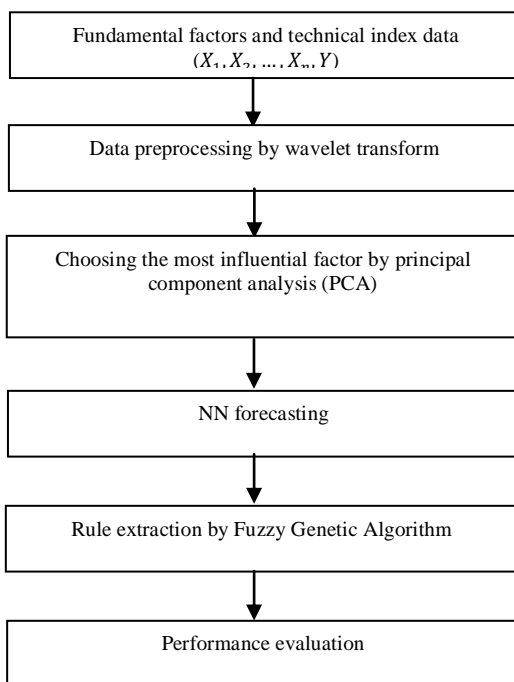 Fundamental factors and technical index data
(X₁, X₂, …, Xₙ, Y)
Data preprocessing by wavelet transform
Choosing the most influential factor by principal
component analysis (PCA)
NN forecasting
Rule extraction by Fuzzy Genetic Algorithm
Performance evaluation